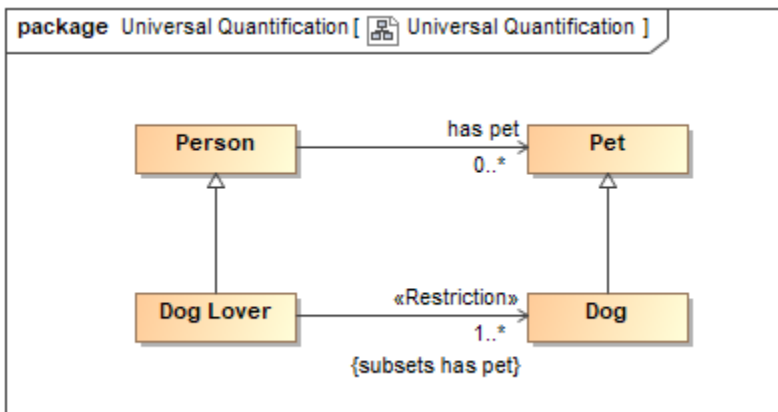 package Universal Quantification [ Universal Quantification ]
Person
has pet
0..*
Pet
Dog Lover
«Restriction»
1..*
{subsets has pet}
Dog